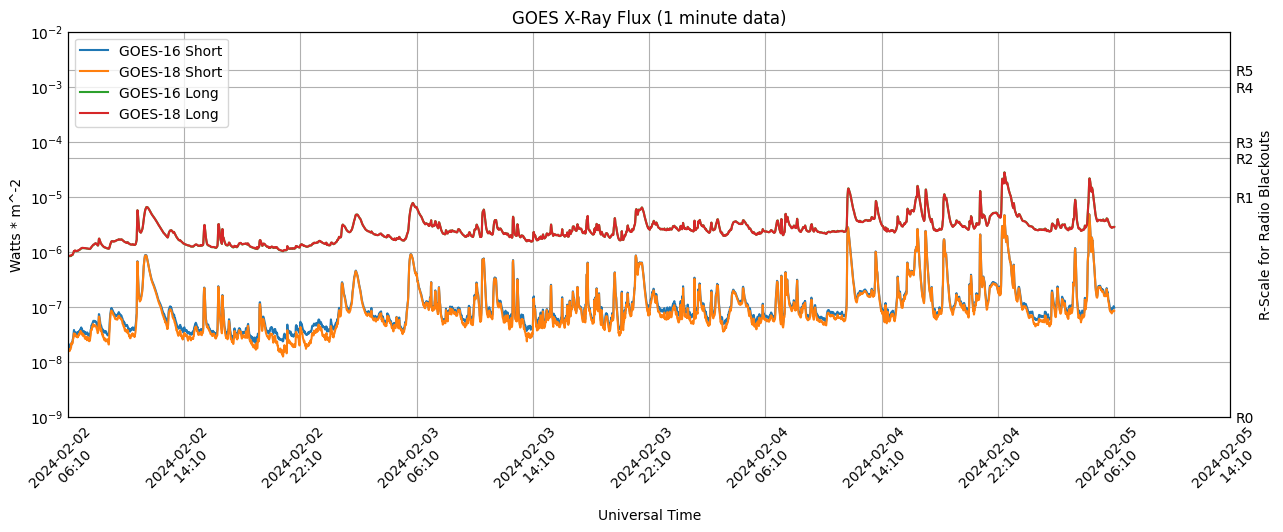 GOES X-Ray Flux (1 minute data)
GOES-16 Short
GOES-18 Short
GOES-16 Long
GOES-18 Long
10^-2
10^-3
10^-4
10^-5
10^-6
10^-7
10^-8
10^-9
Watts * m^-2
R5
R4
R3
R2
R1
R0
R-Scale for Radio Blackouts
2024-02-02
06:10
2024-02-02
14:10
2024-02-02
22:10
2024-02-03
06:10
2024-02-03
14:10
2024-02-03
22:10
2024-02-04
06:10
2024-02-04
14:10
2024-02-04
22:10
2024-02-05
06:10
2024-02-05
14:10
Universal Time